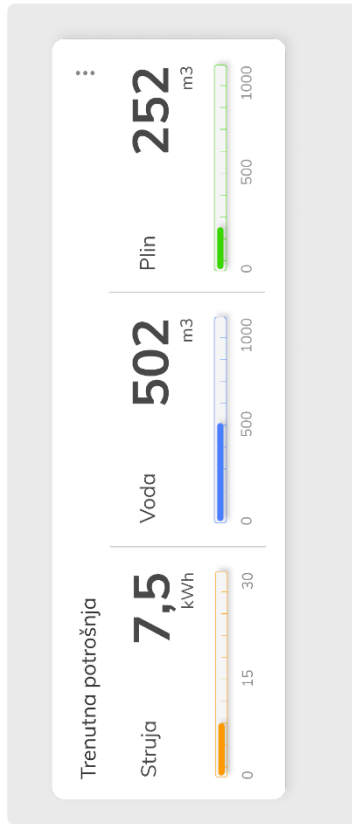 Trenutna potrošnja
Struja
7,5
kWh
0 15 30
Voda
502
m3
0 500 1000
Plin
252
m3
0 500 1000